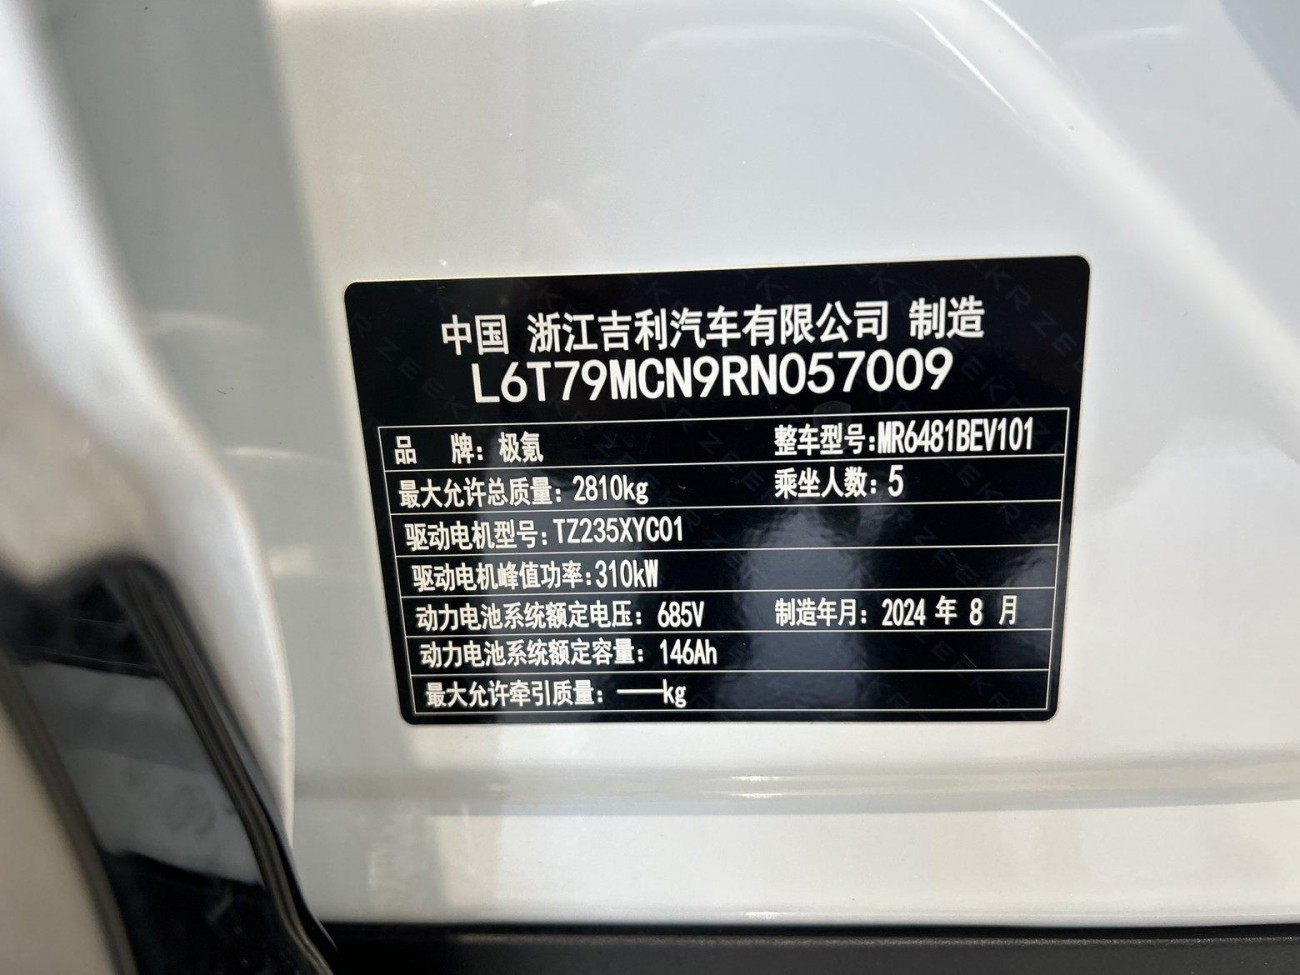 中国 浙江吉利汽车有限公司 制造
L6T79MCN9RN057009
品 牌：极氪 整车型号：MR6481BEV101
最大允许总质量：2810kg 乘坐人数：5
驱动电机型号：TZ235XYC01
驱动电机峰值功率：310kW
动力电池系统额定电压：685V 制造年月：2024 年 8 月
动力电池系统额定容量：146Ah
最大允许牵引质量：——kg